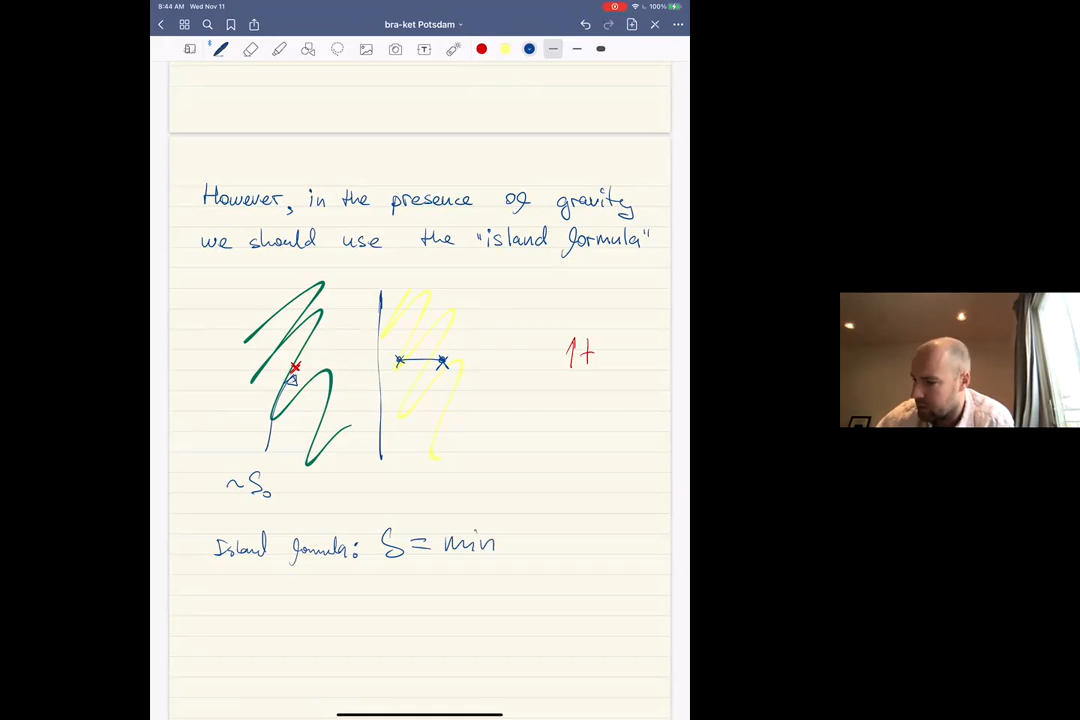 8:44 AM Wed Nov 11
100%
bra-ket Potsdam
However, in the presence of gravity
we should use the "island formula"
↑t
~S₀
Island formula: S = min